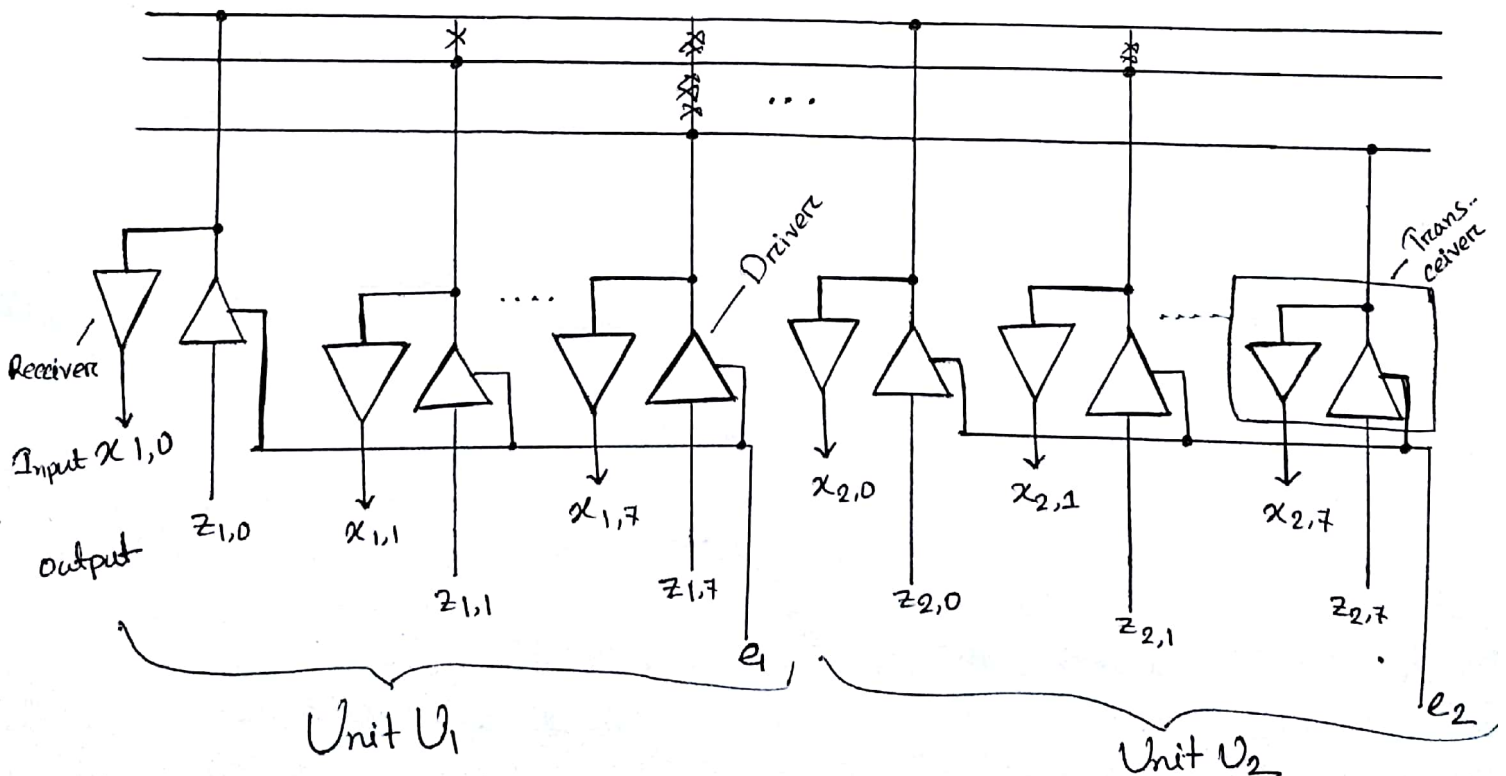 ....
Driver
....
Trans..
ceiver
Receiver
Input x 1,0
output
z1,0
x1,1
z1,1
x1,7
z1,7
e1
x2,0
z2,0
x2,1
z2,1
x2,7
z2,7
e2
Unit U1
Unit U2